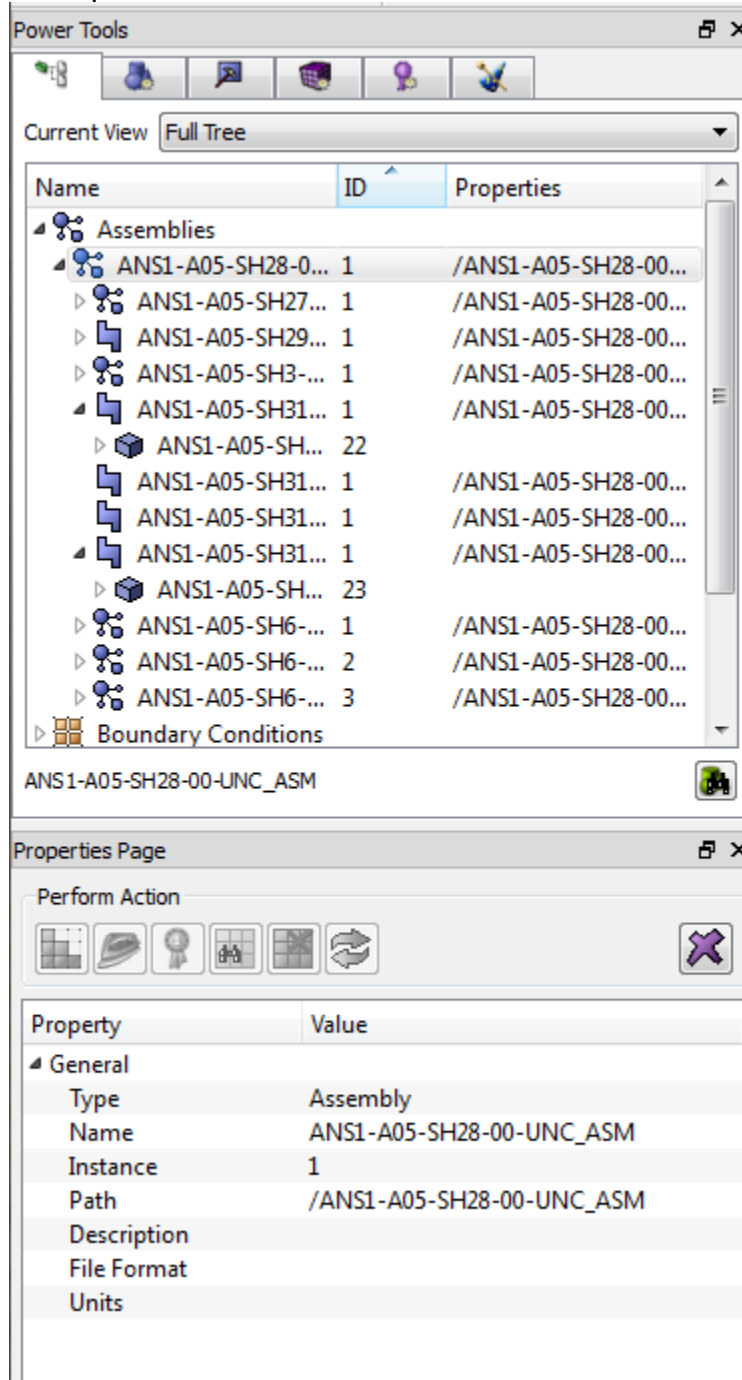 Power Tools
Current View Full Tree
Name ID Properties
Assemblies
ANS1-A05-SH28-0... 1 /ANS1-A05-SH28-00...
ANS1-A05-SH27... 1 /ANS1-A05-SH28-00...
ANS1-A05-SH29... 1 /ANS1-A05-SH28-00...
ANS1-A05-SH3-... 1 /ANS1-A05-SH28-00...
ANS1-A05-SH31... 1 /ANS1-A05-SH28-00...
ANS1-A05-SH... 22
ANS1-A05-SH31... 1 /ANS1-A05-SH28-00...
ANS1-A05-SH31... 1 /ANS1-A05-SH28-00...
ANS1-A05-SH31... 1 /ANS1-A05-SH28-00...
ANS1-A05-SH... 23
ANS1-A05-SH6-... 1 /ANS1-A05-SH28-00...
ANS1-A05-SH6-... 2 /ANS1-A05-SH28-00...
ANS1-A05-SH6-... 3 /ANS1-A05-SH28-00...
Boundary Conditions
ANS1-A05-SH28-00-UNC_ASM
Properties Page
Perform Action
Property Value
General
Type Assembly
Name ANS1-A05-SH28-00-UNC_ASM
Instance 1
Path /ANS1-A05-SH28-00-UNC_ASM
Description
File Format
Units